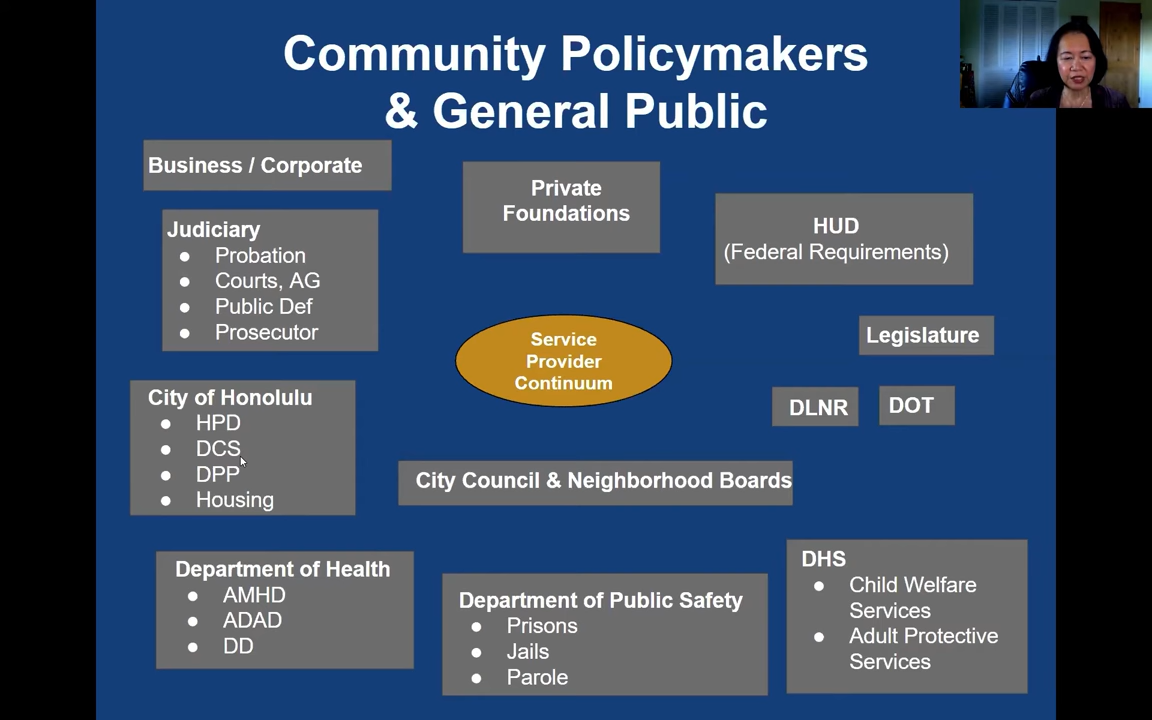 Community Policymakers
& General Public
Business / Corporate
Private
Foundations
HUD
(Federal Requirements)
Judiciary
● Probation
● Courts, AG
● Public Def
● Prosecutor
Service
Provider
Continuum
Legislature
DLNR
DOT
City of Honolulu
● HPD
● DCS
● DPP
● Housing
City Council & Neighborhood Boards
Department of Health
● AMHD
● ADAD
● DD
Department of Public Safety
● Prisons
● Jails
● Parole
DHS
● Child Welfare
Services
● Adult Protective
Services